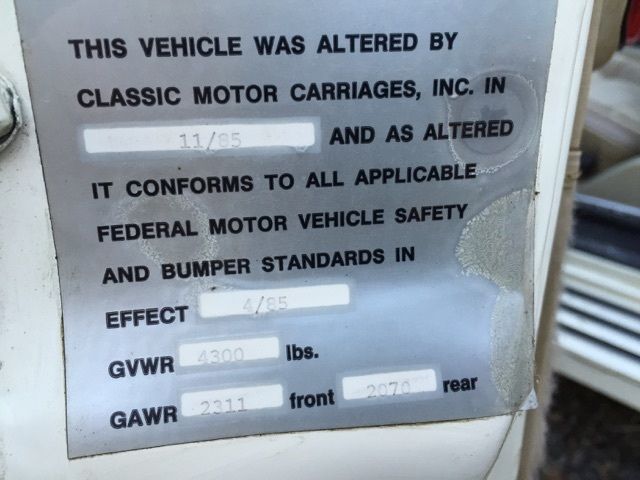 THIS VEHICLE WAS ALTERED BY
CLASSIC MOTOR CARRIAGES, INC. IN
11/85 AND AS ALTERED
IT CONFORMS TO ALL APPLICABLE
FEDERAL MOTOR VEHICLE SAFETY
AND BUMPER STANDARDS IN
EFFECT 4/85
GVWR 4300 lbs.
GAWR 2311 front 2070 rear